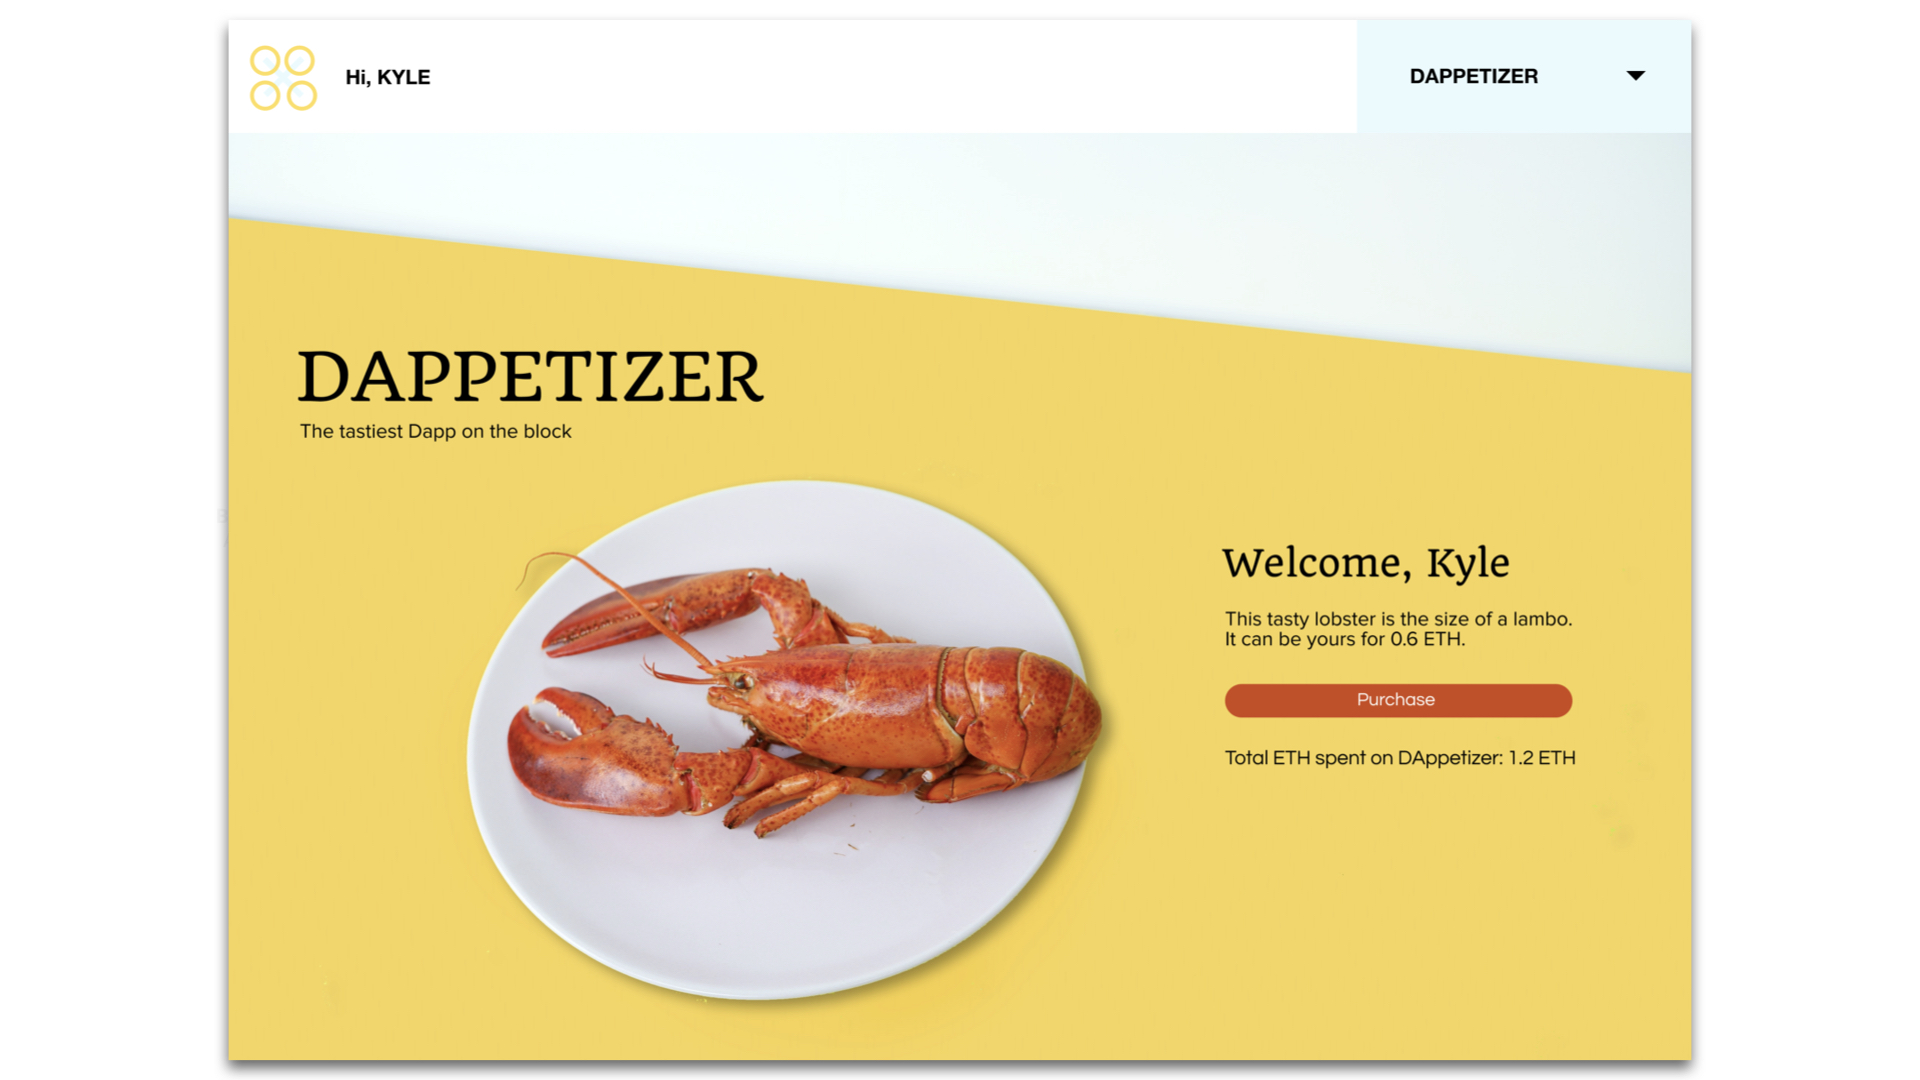 Hi, KYLE
DAPPETIZER
DAPPETIZER
The tastiest Dapp on the block
Welcome, Kyle
This tasty lobster is the size of a lambo.
It can be yours for 0.6 ETH.
Purchase
Total ETH spent on DAppetizer: 1.2 ETH